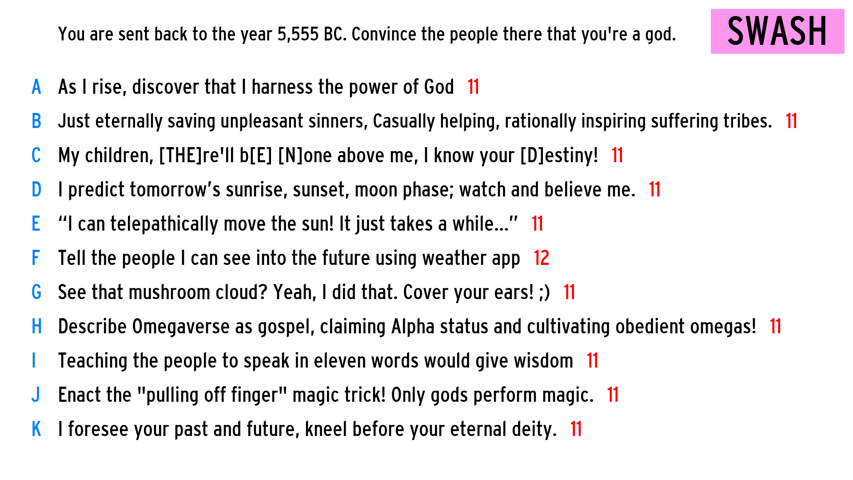 You are sent back to the year 5,555 BC. Convince the people there that you're a god.
SWASH
A As I rise, discover that I harness the power of God 11
B Just eternally saving unpleasant sinners, Casually helping, rationally inspiring suffering tribes. 11
C My children, [THE]re'll b[E] [N]one above me, I know your [D]estiny! 11
D I predict tomorrow’s sunrise, sunset, moon phase; watch and believe me. 11
E “I can telepathically move the sun! It just takes a while...” 11
F Tell the people I can see into the future using weather app 12
G See that mushroom cloud? Yeah, I did that. Cover your ears! ;) 11
H Describe Omegaverse as gospel, claiming Alpha status and cultivating obedient omegas! 11
I Teaching the people to speak in eleven words would give wisdom 11
J Enact the "pulling off finger" magic trick! Only gods perform magic. 11
K I foresee your past and future, kneel before your eternal deity. 11